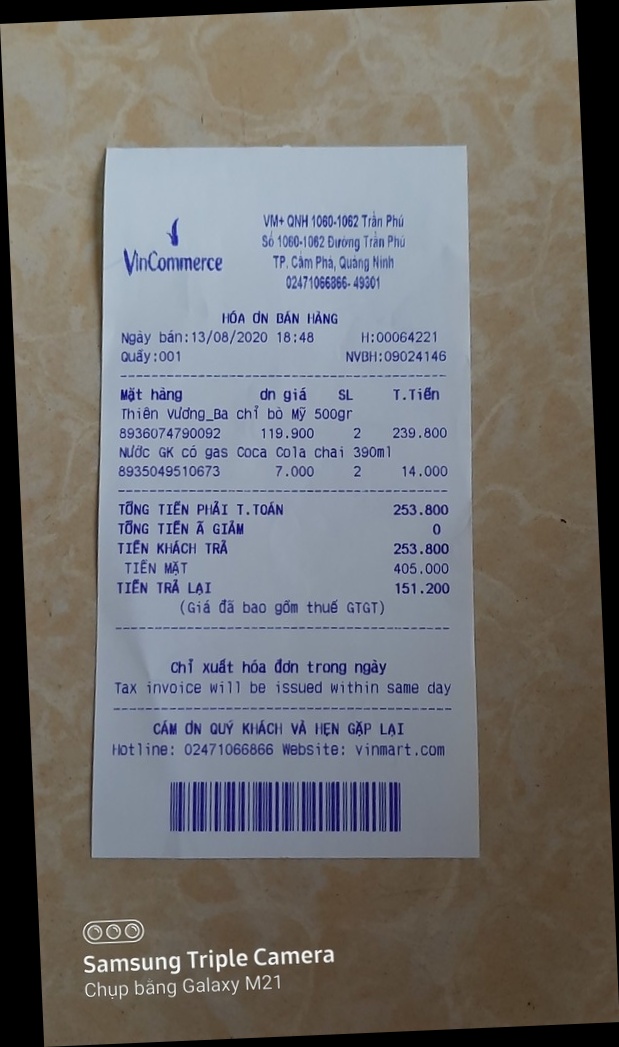 VinCommerce
VM+ QNH 1060-1062 Trần Phú
Số 1060-1062 Đường Trần Phú
TP. Cẩm Phả, Quảng Ninh
02471066866- 49301
HÓA ƠN BÁN HÀNG
Ngày bán:13/08/2020 18:48 H:00064221
Quầy:001 NVBH:09024146
Mặt hàng ơn giá SL T.Tiền
Thiên Vương_Ba chỉ bò Mỹ 500gr
8936074790092 119.900 2 239.800
Nước GK có gas Coca Cola chai 390ml
8935049510673 7.000 2 14.000
TỔNG TIỀN PHẢI T.TOÁN 253.800
TỔNG TIỀN Ã GIẢM 0
TIỀN KHÁCH TRẢ 253.800
TIỀN MẶT 405.000
TIỀN TRẢ LẠI 151.200
(Giá đã bao gồm thuế GTGT)
Chỉ xuất hóa đơn trong ngày
Tax invoice will be issued within same day
CẢM ƠN QUÝ KHÁCH VÀ HẸN GẶP LẠI
Hotline: 02471066866 Website: vinmart.com
Samsung Triple Camera
Chụp bằng Galaxy M21